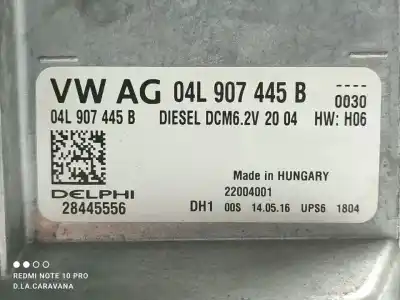 VW AG 04L 907 445 B ----
0030
04L 907 445 B DIESEL DCM6.2V 20 04 HW: H06
Made in HUNGARY
DELPHI 22004001
28445556 DH1 00S 14.05.16 UPS6 1804
REDMI NOTE 10 PRO
D.LA.CARAVANA